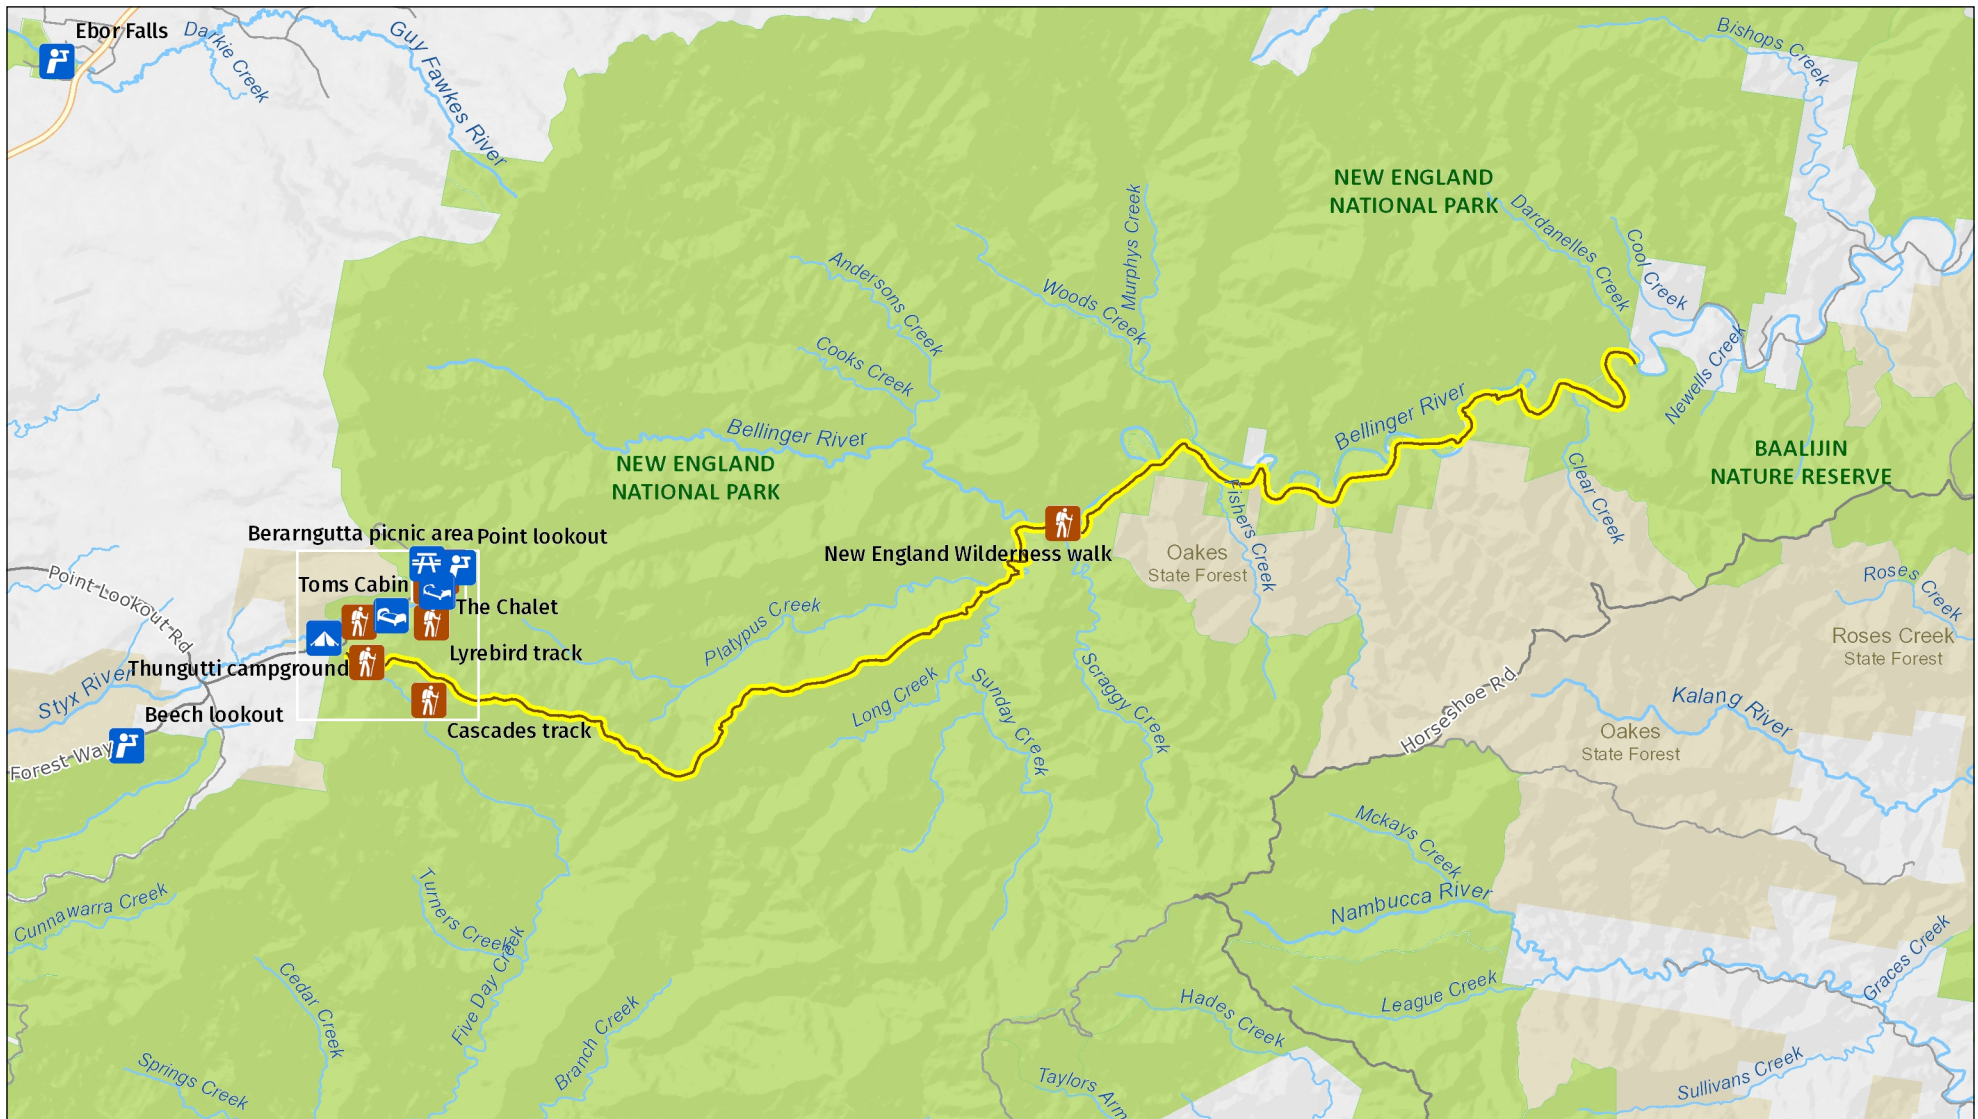 Ebor Falls
Darkie Creek
Guy Fawkes River
Bishops Creek
NEW ENGLAND
NATIONAL PARK
Dardanelles Creek
Cool Creek
Murphys Creek
Woods Creek
Andersons Creek
Cooks Creek
Newells Creek
Bellinger River
Bellinger River
NEW ENGLAND
NATIONAL PARK
BAALIJIN
NATURE RESERVE
Clear Creek
Fishers Creek
Berarngutta picnic area
Point lookout
New England Wilderness walk
Oakes
State Forest
Point Lookout Rd
Toms Cabin
The Chalet
Platypus Creek
Roses Creek
Roses Creek
State Forest
Lyrebird track
Thungutti campground
Styx River
Beech lookout
Cascades track
Long Creek
Sunday Creek
Scraggy Creek
Horseshoe Rd
Kalang River
Oakes
State Forest
Forest Way
Mckays Creek
Nambucca River
Turners Creek
Cunnawarra Creek
Five Day Creek
Cedar Creek
Branch Creek
Hades Creek
League Creek
Graces Creek
Springs Creek
Taylors Arm
Sullivans Creek